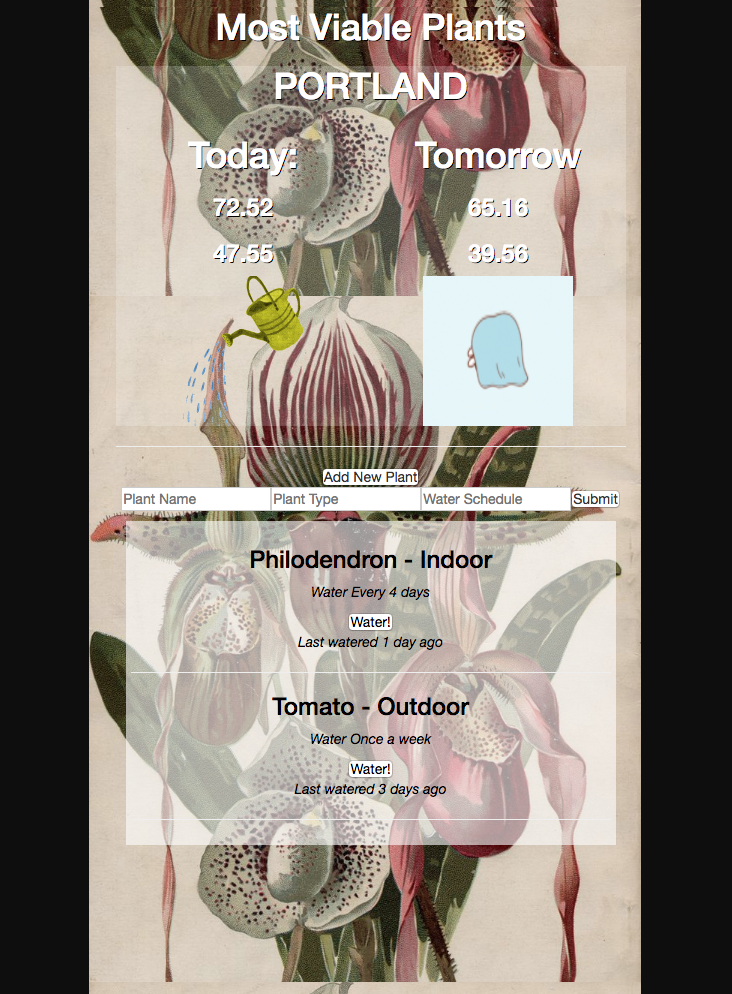 Most Viable Plants
PORTLAND
Today: Tomorrow
72.52 65.16
47.55 39.56
Add New Plant
Plant Name Plant Type Water Schedule Submit
Philodendron - Indoor
Water Every 4 days
Water!
Last watered 1 day ago
Tomato - Outdoor
Water Once a week
Water!
Last watered 3 days ago